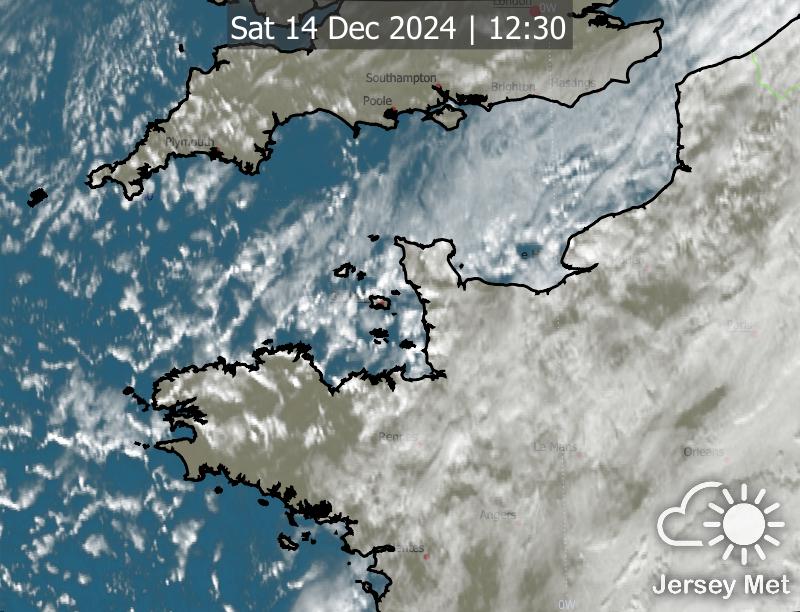 London
0W
Sat 14 Dec 2024 | 12:30
Southampton
Brighton
Hastings
Poole
Plymouth
Paris
Rennes
Le Mans
Orleans
Angers
Nantes
0W
Jersey Met